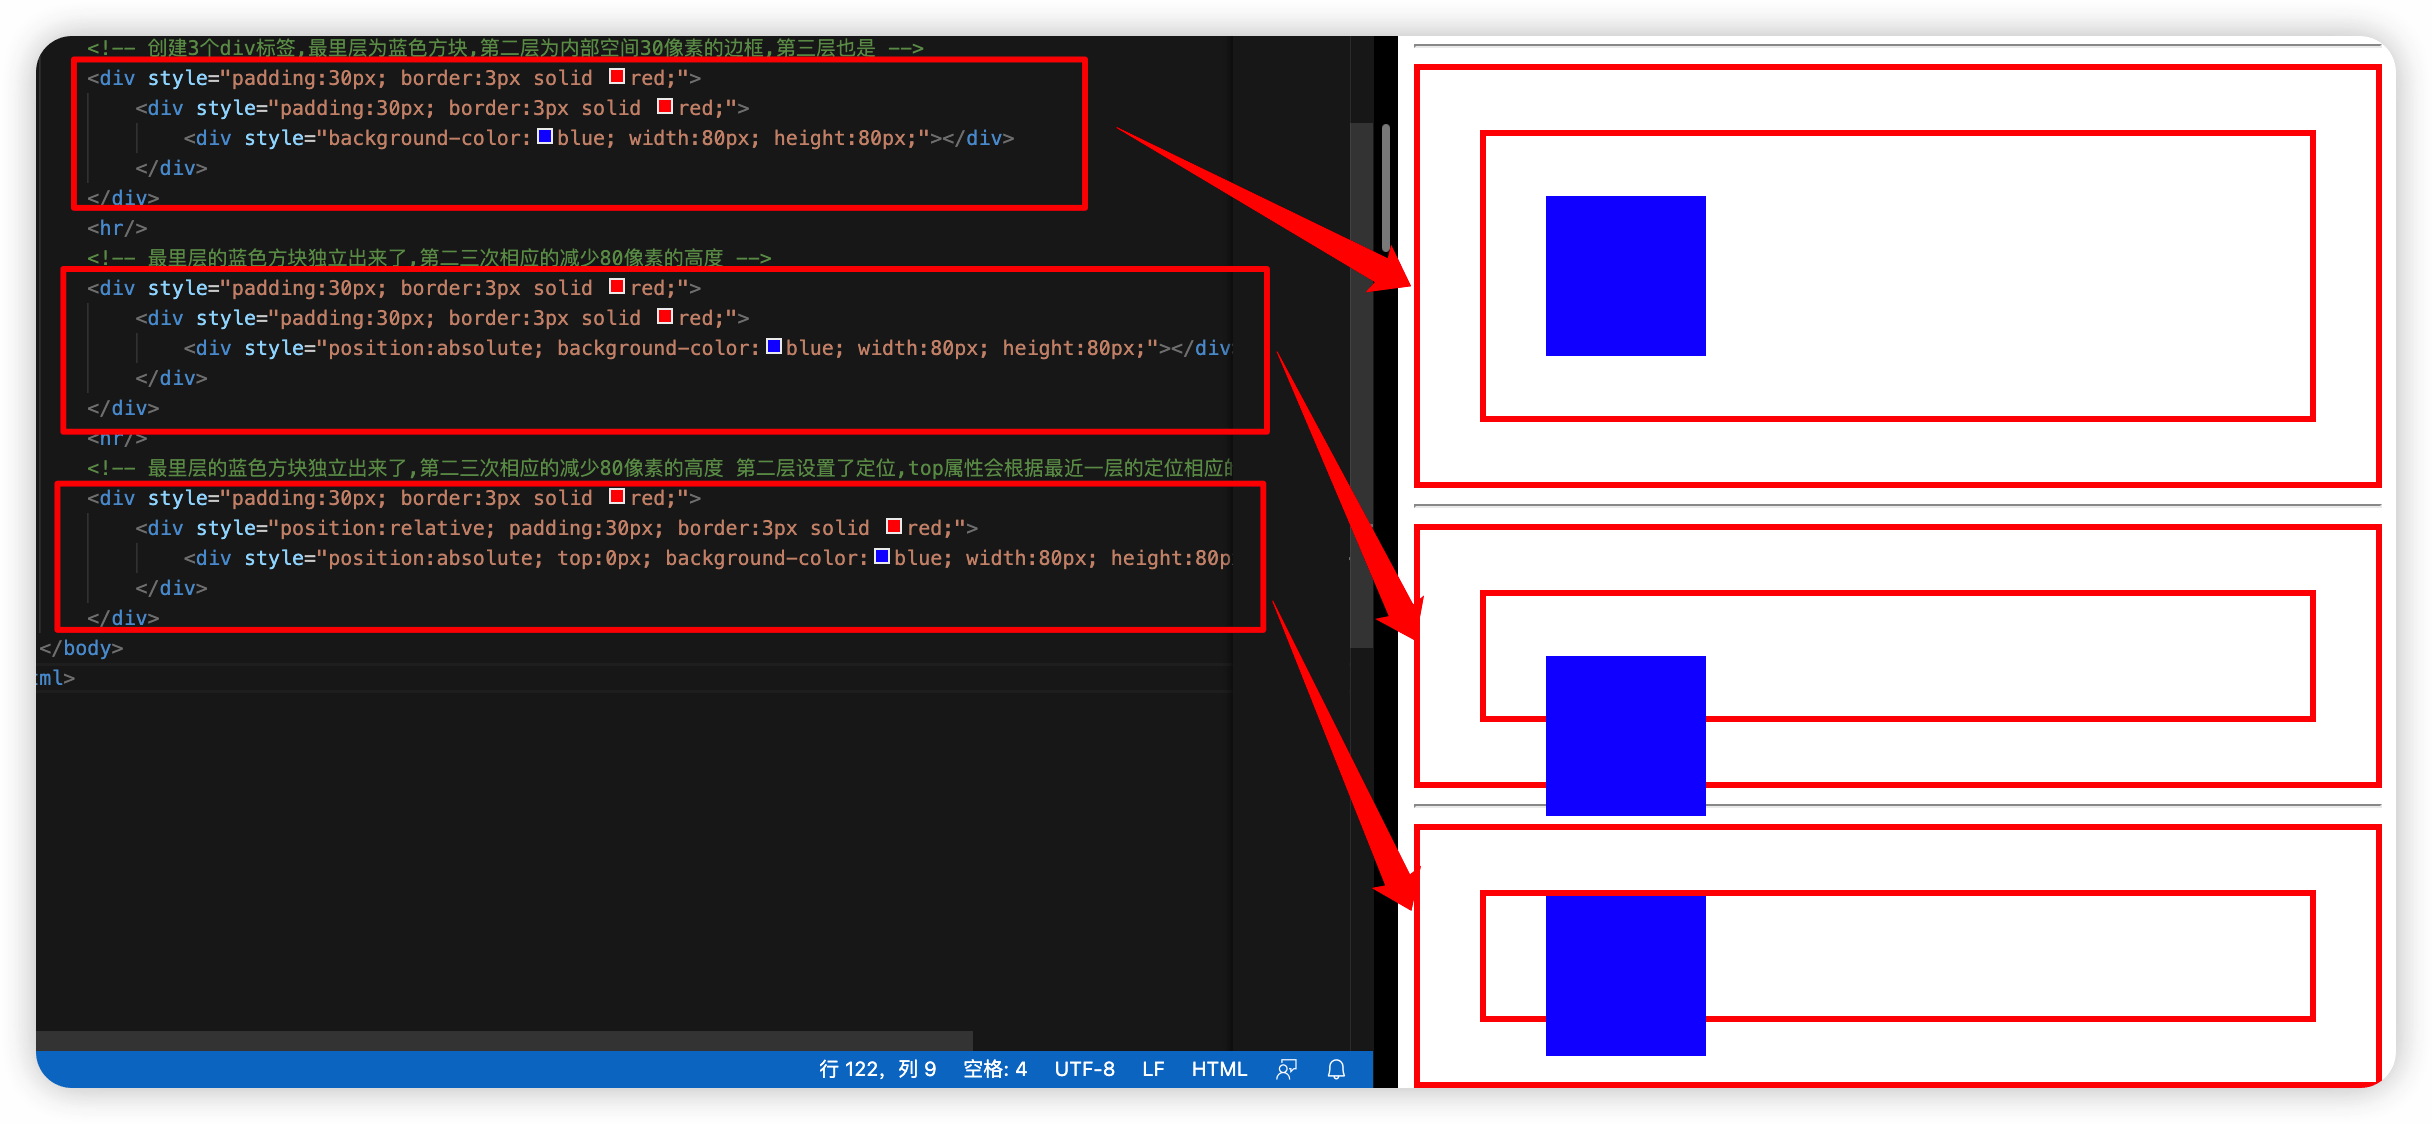 <!-- 创建3个div标签,最里层为蓝色方块,第二层为内部空间30像素的边框,第三层也是 -->
<div style="padding:30px; border:3px solid red;">
<div style="padding:30px; border:3px solid red;">
<div style="background-color:blue; width:80px; height:80px;"></div>
</div>
</div>
<hr/>
<!-- 最里层的蓝色方块独立出来了,第二三次相应的减少80像素的高度 -->
<div style="padding:30px; border:3px solid red;">
<div style="padding:30px; border:3px solid red;">
<div style="position:absolute; background-color:blue; width:80px; height:80px;"></div
</div>
</div>
<hr/>
<!-- 最里层的蓝色方块独立出来了,第二三次相应的减少80像素的高度 第二层设置了定位,top属性会根据最近一层的定位相应的
<div style="padding:30px; border:3px solid red;">
<div style="position:relative; padding:30px; border:3px solid red;">
<div style="position:absolute; top:0px; background-color:blue; width:80px; height:80p
</div>
</div>
</body>
tml>
行 122，列 9 空格: 4 UTF-8 LF HTML